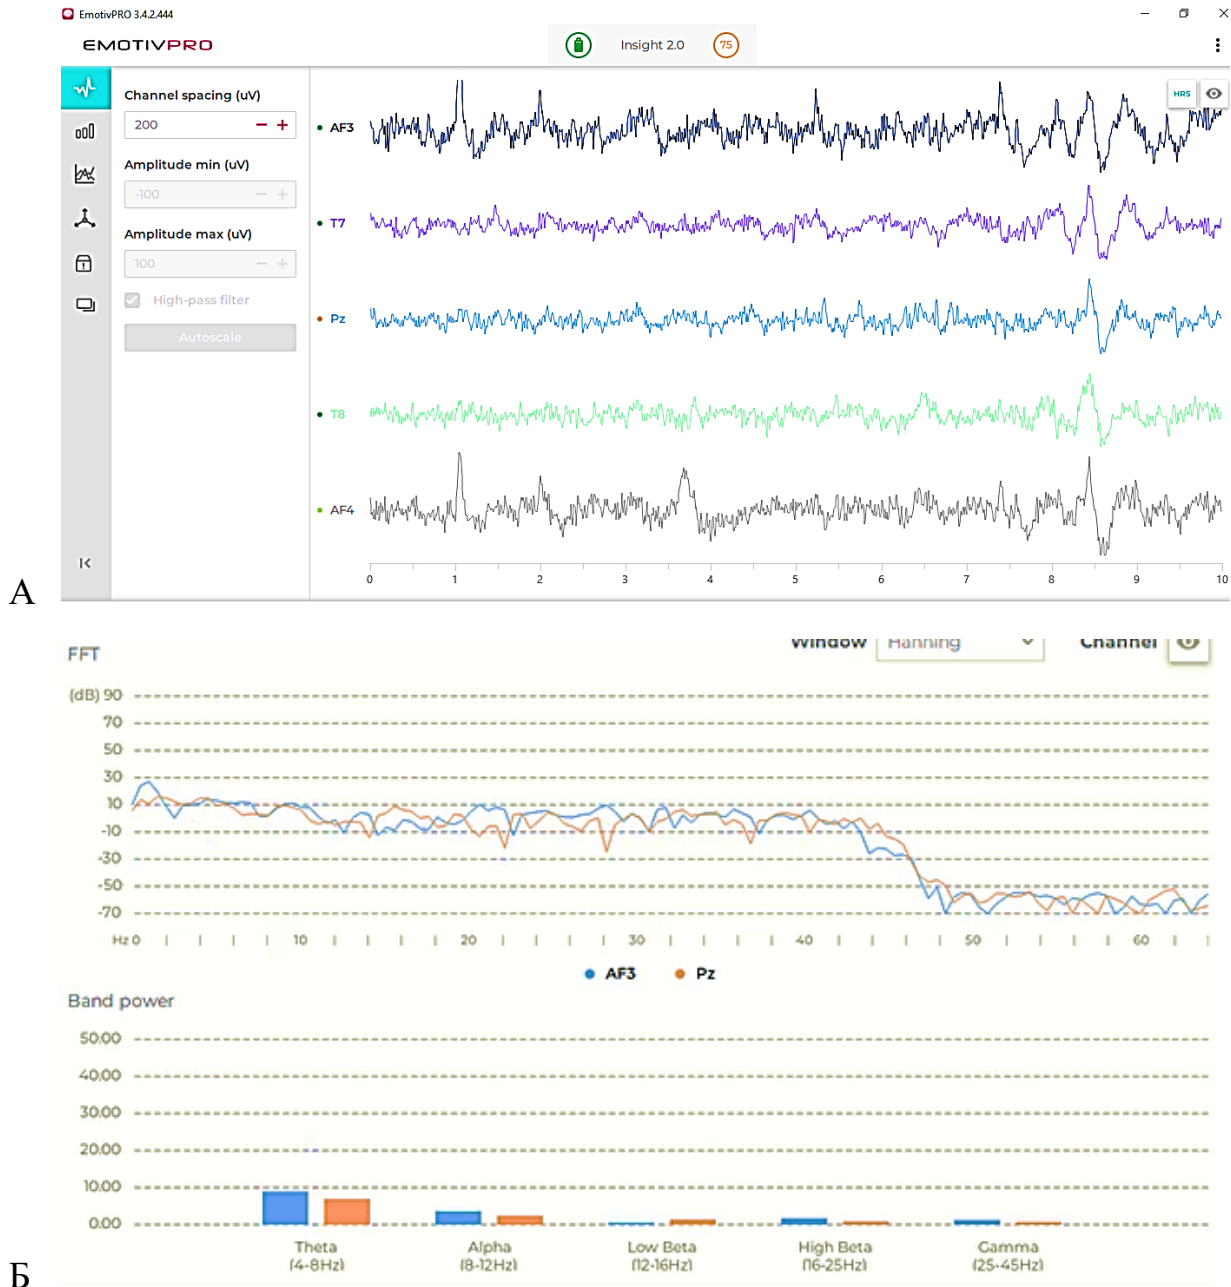 EmotivPRO 3.4.2.444
EMOTIVPRO
Insight 2.0
75
Channel spacing (uV)
200
Amplitude min (uV)
-100
Amplitude max (uV)
100
High-pass filter
Autoscale
HRS
AF3
T7
Pz
T8
AF4
0 1 2 3 4 5 6 7 8 9 10
А
FFT
Window Hanning Channel
(dB) 90
70
50
30
10
-10
-30
-50
-70
Hz 0 10 20 30 40 50 60
AF3 Pz
Band power
50.00
40.00
30.00
20.00
10.00
0.00
Theta Alpha Low Beta High Beta Gamma
(4-8Hz) (8-12Hz) (12-16Hz) (16-25Hz) (25-45Hz)
Б